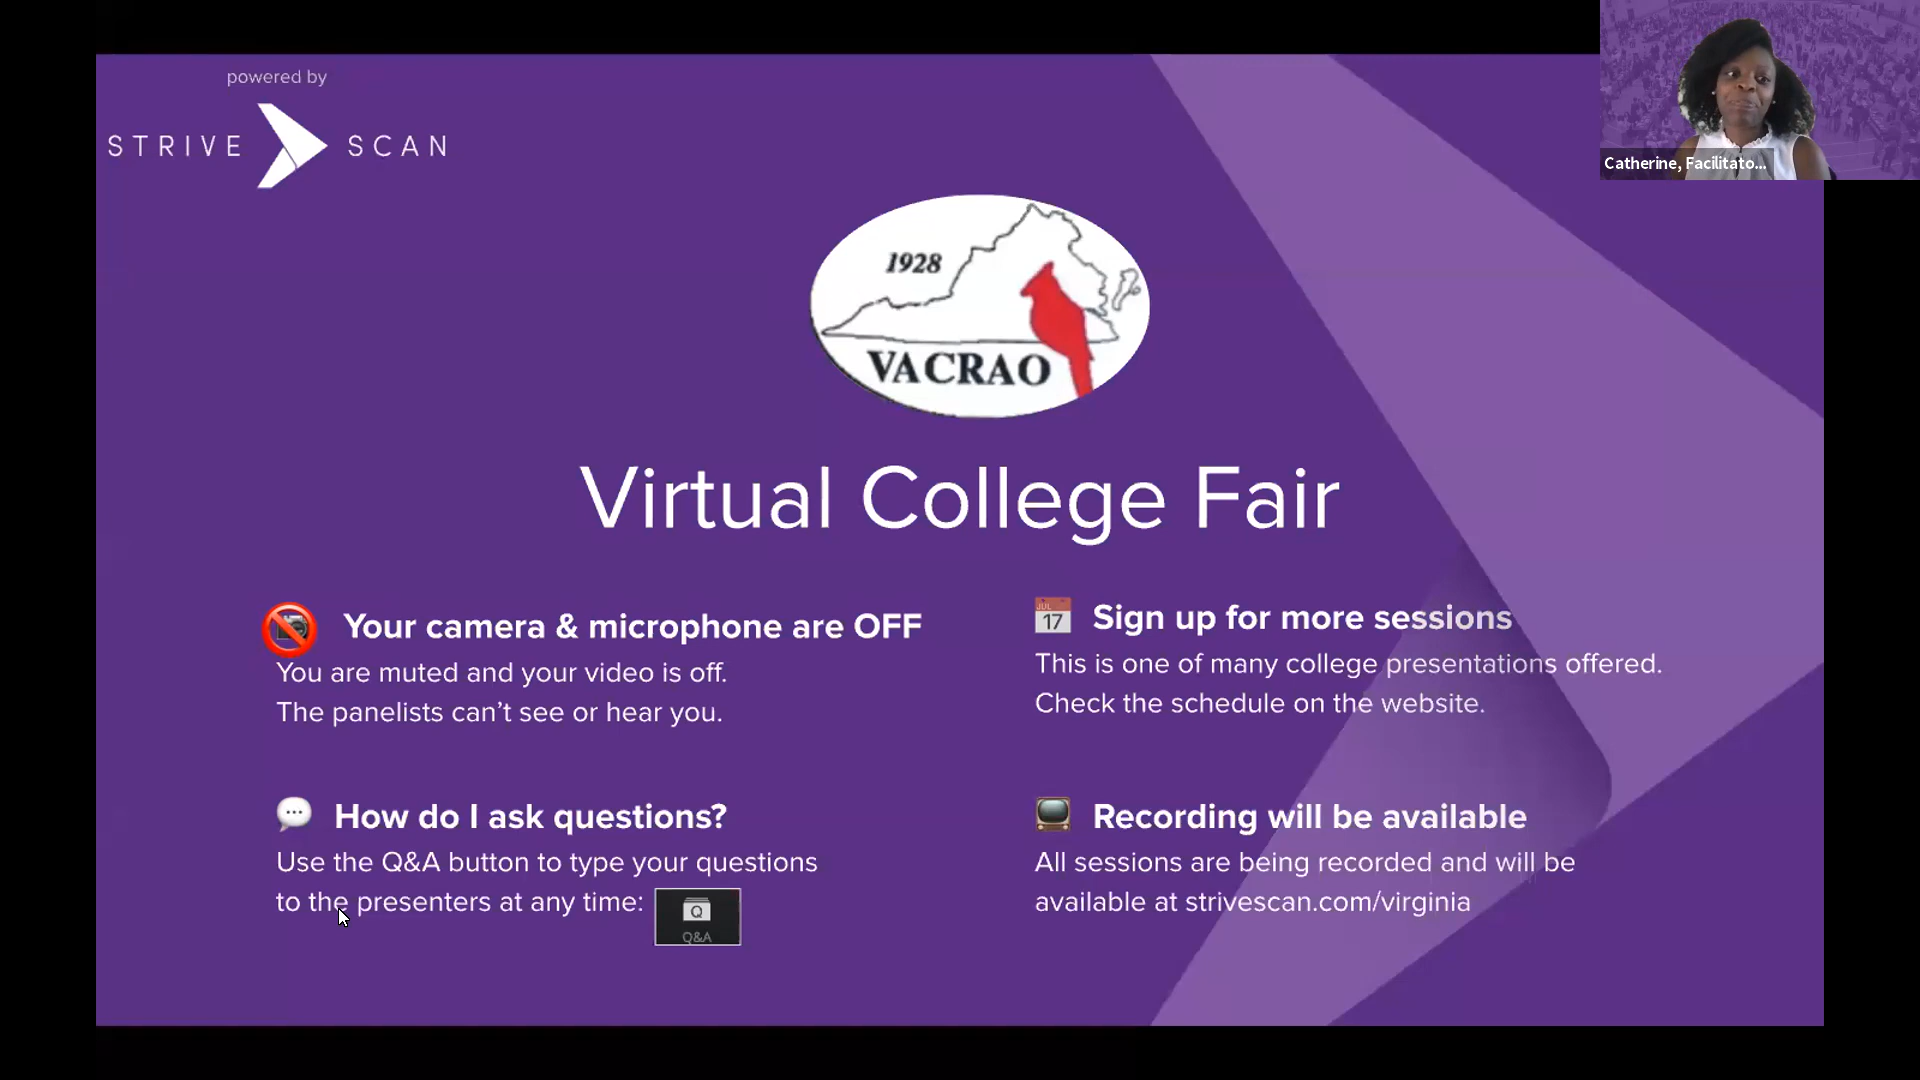 powered by
STRIVE SCAN
Catherine, Facilitato...
1928
VACRAO
Virtual College Fair
Your camera & microphone are OFF
You are muted and your video is off.
The panelists can't see or hear you.
JUL
17
Sign up for more sessions
This is one of many college presentations offered.
Check the schedule on the website.
How do I ask questions?
Use the Q&A button to type your questions
to the presenters at any time:
Q
Q&A
Recording will be available
All sessions are being recorded and will be
available at strivescan.com/virginia